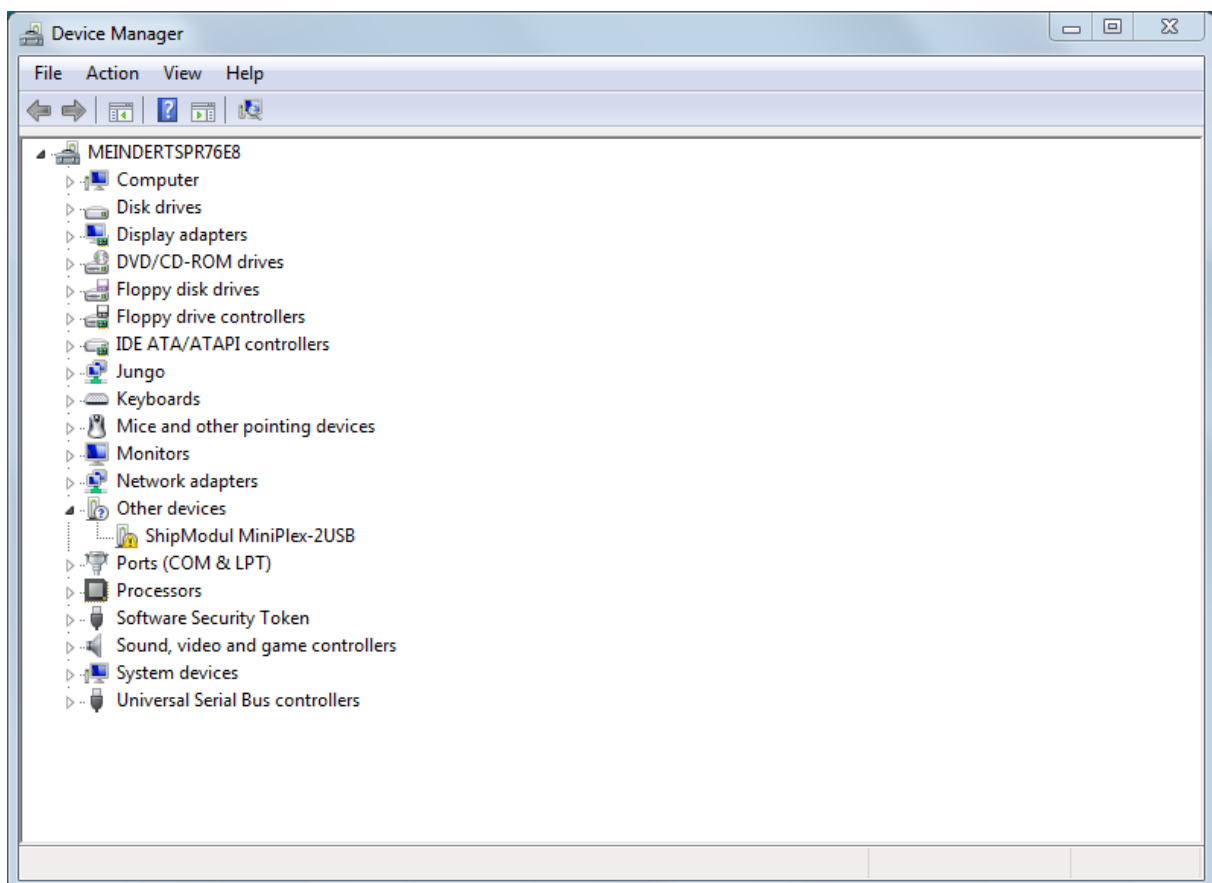 Device Manager
File Action View Help
MEINDERTSPR76E8
Computer
Disk drives
Display adapters
DVD/CD-ROM drives
Floppy disk drives
Floppy drive controllers
IDE ATA/ATAPI controllers
Jungo
Keyboards
Mice and other pointing devices
Monitors
Network adapters
Other devices
ShipModul MiniPlex-2USB
Ports (COM & LPT)
Processors
Software Security Token
Sound, video and game controllers
System devices
Universal Serial Bus controllers